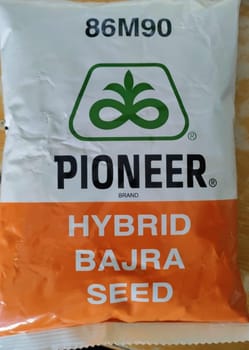 86M90
®
PIONEER®
BRAND
HYBRID
BAJRA
SEED